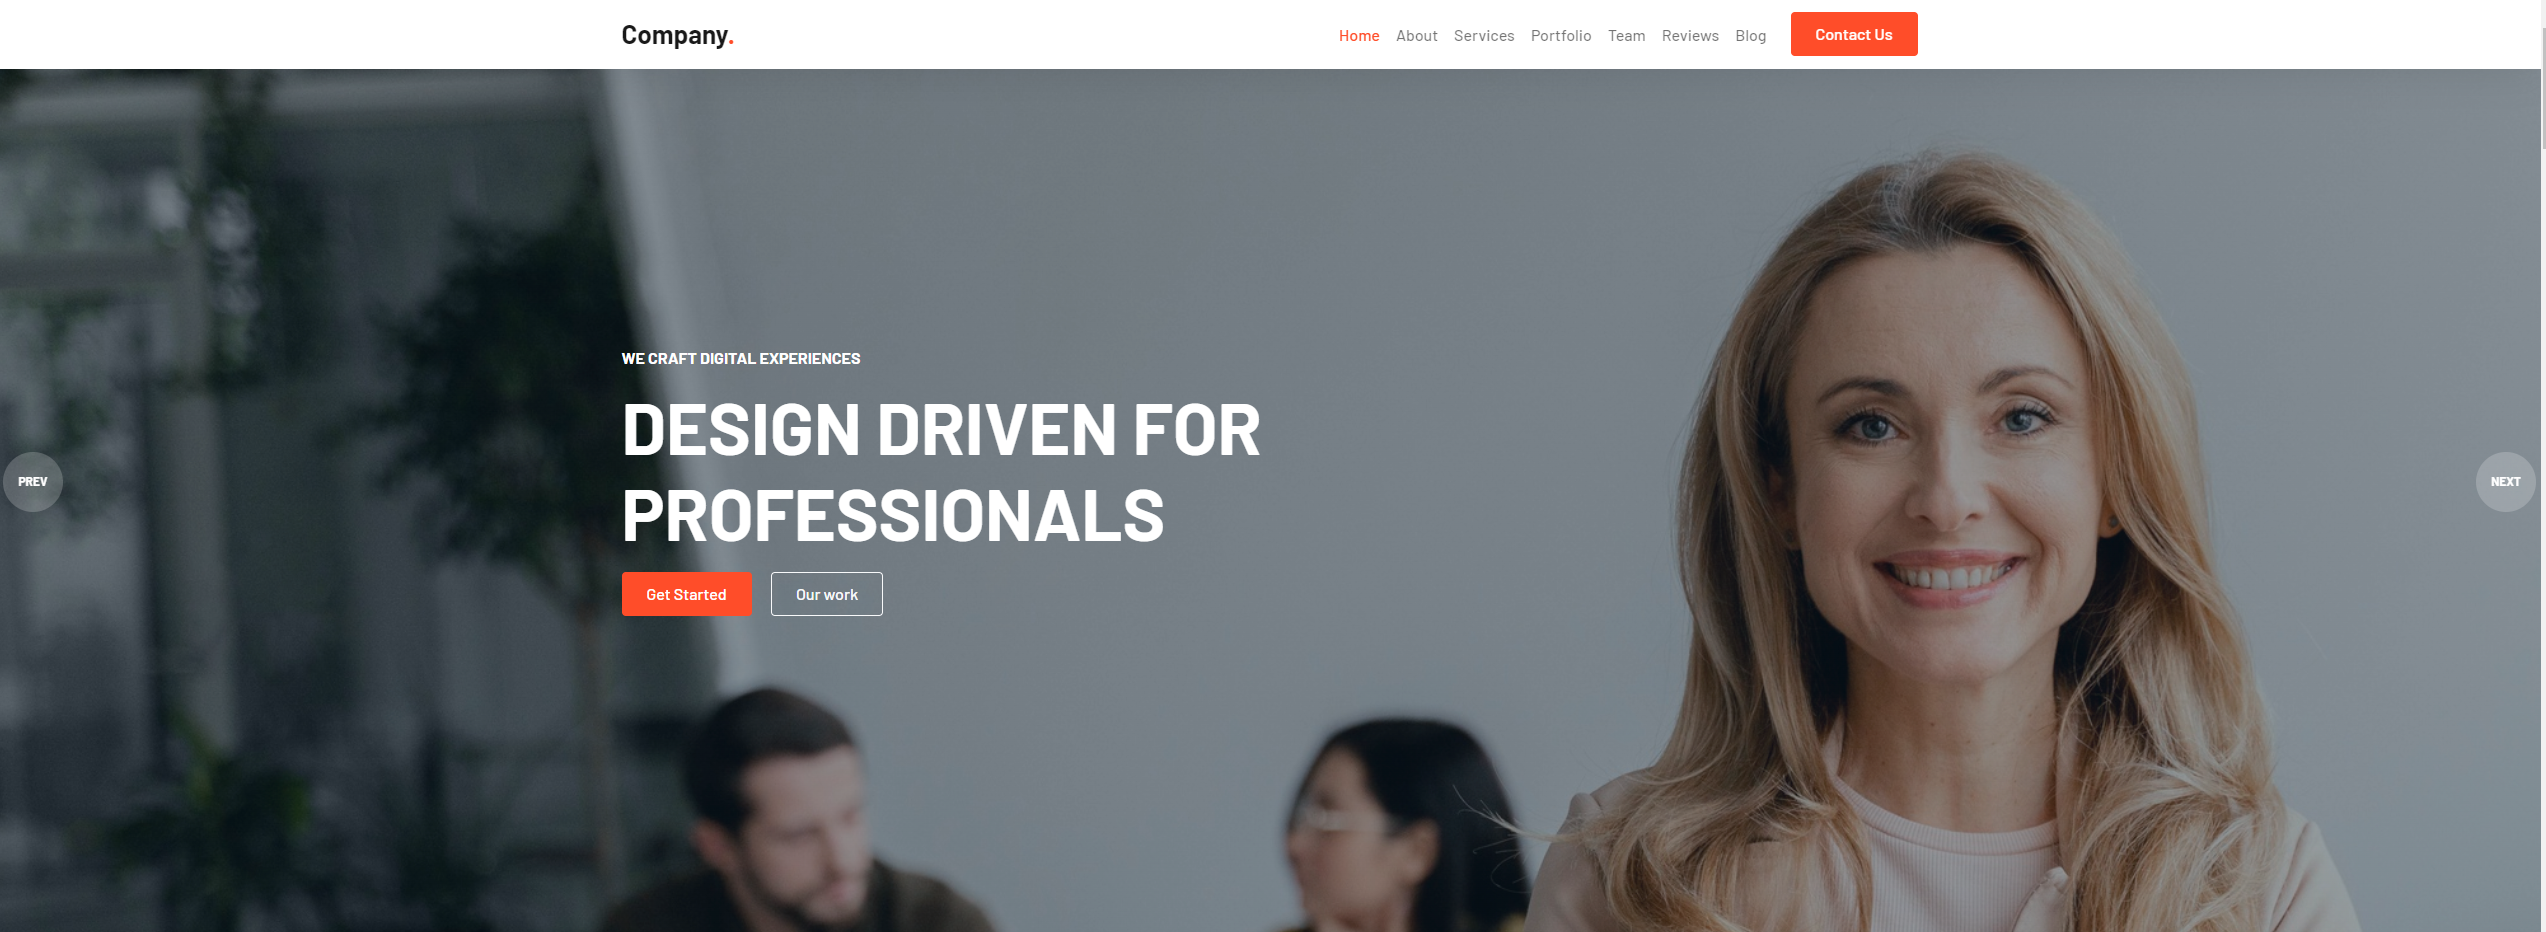 Company.
Home About Services Portfolio Team Reviews Blog Contact Us
WE CRAFT DIGITAL EXPERIENCES
DESIGN DRIVEN FOR
PROFESSIONALS
PREV
NEXT
Get Started Our work